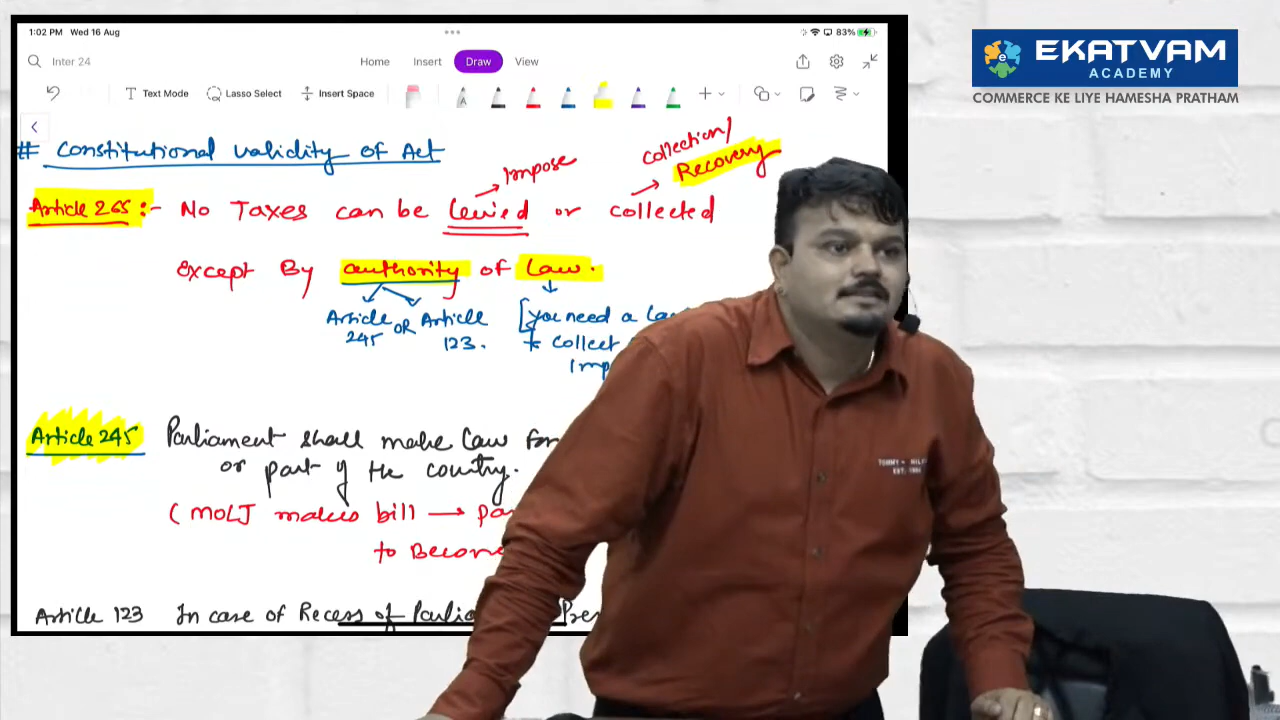 1:02 PM Wed 16 Aug
83%
Inter 24
Home Insert Draw View
Text Mode Lasso Select Insert Space
EKATVAM
ACADEMY
COMMERCE KE LIYE HAMESHA PRATHAM
# Constitutional validity of Act
Impose
Collection/
Recovery
Article 265:- No Taxes can be levied or collected
Except By authority of law.
Article 245 OR Article 123.
[you need a
to collect
Article 245 Parliament shall make law for
or part of the country.
(MOLJ makes bill →
to
Article 123 In case of Recess of
TOMMY